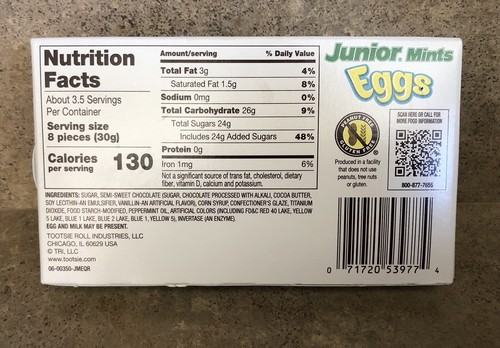 Nutrition
Facts
About 3.5 Servings
Per Container
Serving size
8 pieces (30g)
Calories
per serving
130
Amount/serving % Daily Value
Total Fat 3g 4%
Saturated Fat 1.5g 8%
Sodium 0mg 0%
Total Carbohydrate 26g 9%
Total Sugars 24g
Includes 24g Added Sugars 48%
Protein 0g
Iron 1mg 6%
Not a significant source of trans fat, cholesterol, dietary
fiber, vitamin D, calcium and potassium.
Junior Mints
Eggs
PEANUT FREE
GLUTEN FREE
Produced in a facility
that does not use
peanuts, tree nuts
or gluten.
SCAN HERE OR CALL FOR
MORE FOOD INFORMATION
800-877-7655
INGREDIENTS: SUGAR, SEMI-SWEET CHOCOLATE (SUGAR, CHOCOLATE PROCESSED WITH ALKALI, COCOA BUTTER,
SOY LECITHIN-AN EMULSIFIER, VANILLIN-AN ARTIFICIAL FLAVOR), CORN SYRUP, CONFECTIONER'S GLAZE, TITANIUM
DIOXIDE, FOOD STARCH-MODIFIED, PEPPERMINT OIL, ARTIFICIAL COLORS (INCLUDING FD&C RED 40 LAKE, YELLOW
5 LAKE, BLUE 1 LAKE, BLUE 2 LAKE, BLUE 1, YELLOW 5), INVERTASE (AN ENZYME).
EGG AND MILK MAY BE PRESENT.
TOOTSIE ROLL INDUSTRIES, LLC
CHICAGO, IL 60629 USA
© TRI, LLC
www.tootsie.com
06-00350-JMEQR
0 71720 53977 4